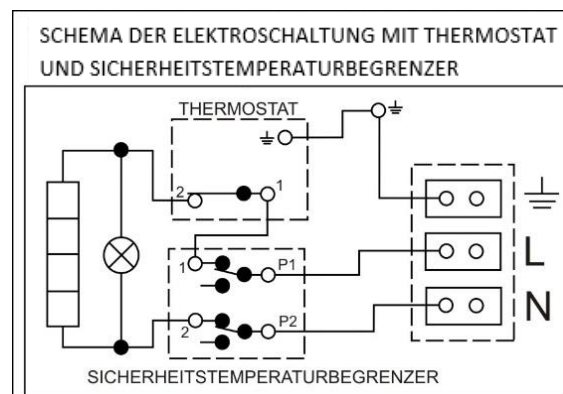 SCHEMA DER ELEKTROSCHALTUNG MIT THERMOSTAT
UND SICHERHEITSTEMPERATURBEGRENZER
THERMOSTAT
2
1
1
P1
L
2
P2
N
SICHERHEITSTEMPERATURBEGRENZER